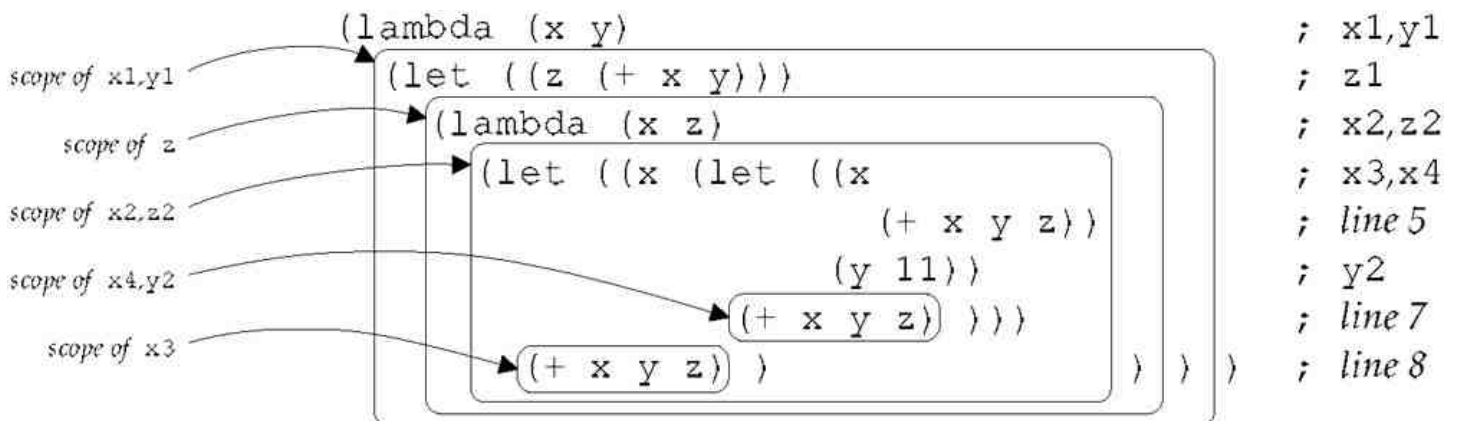 (lambda (x y) ; x1,y1
scope of x1,y1
(let ((z (+ x y))) ; z1
scope of z
(lambda (x z) ; x2,z2
(let ((x (let ((x ; x3,x4
scope of x2,z2
(+ x y z)) ; line 5
scope of x4,y2
(y 11)) ; y2
(+ x y z) ))) ; line 7
scope of x3
(+ x y z) ) ) ) ) ; line 8